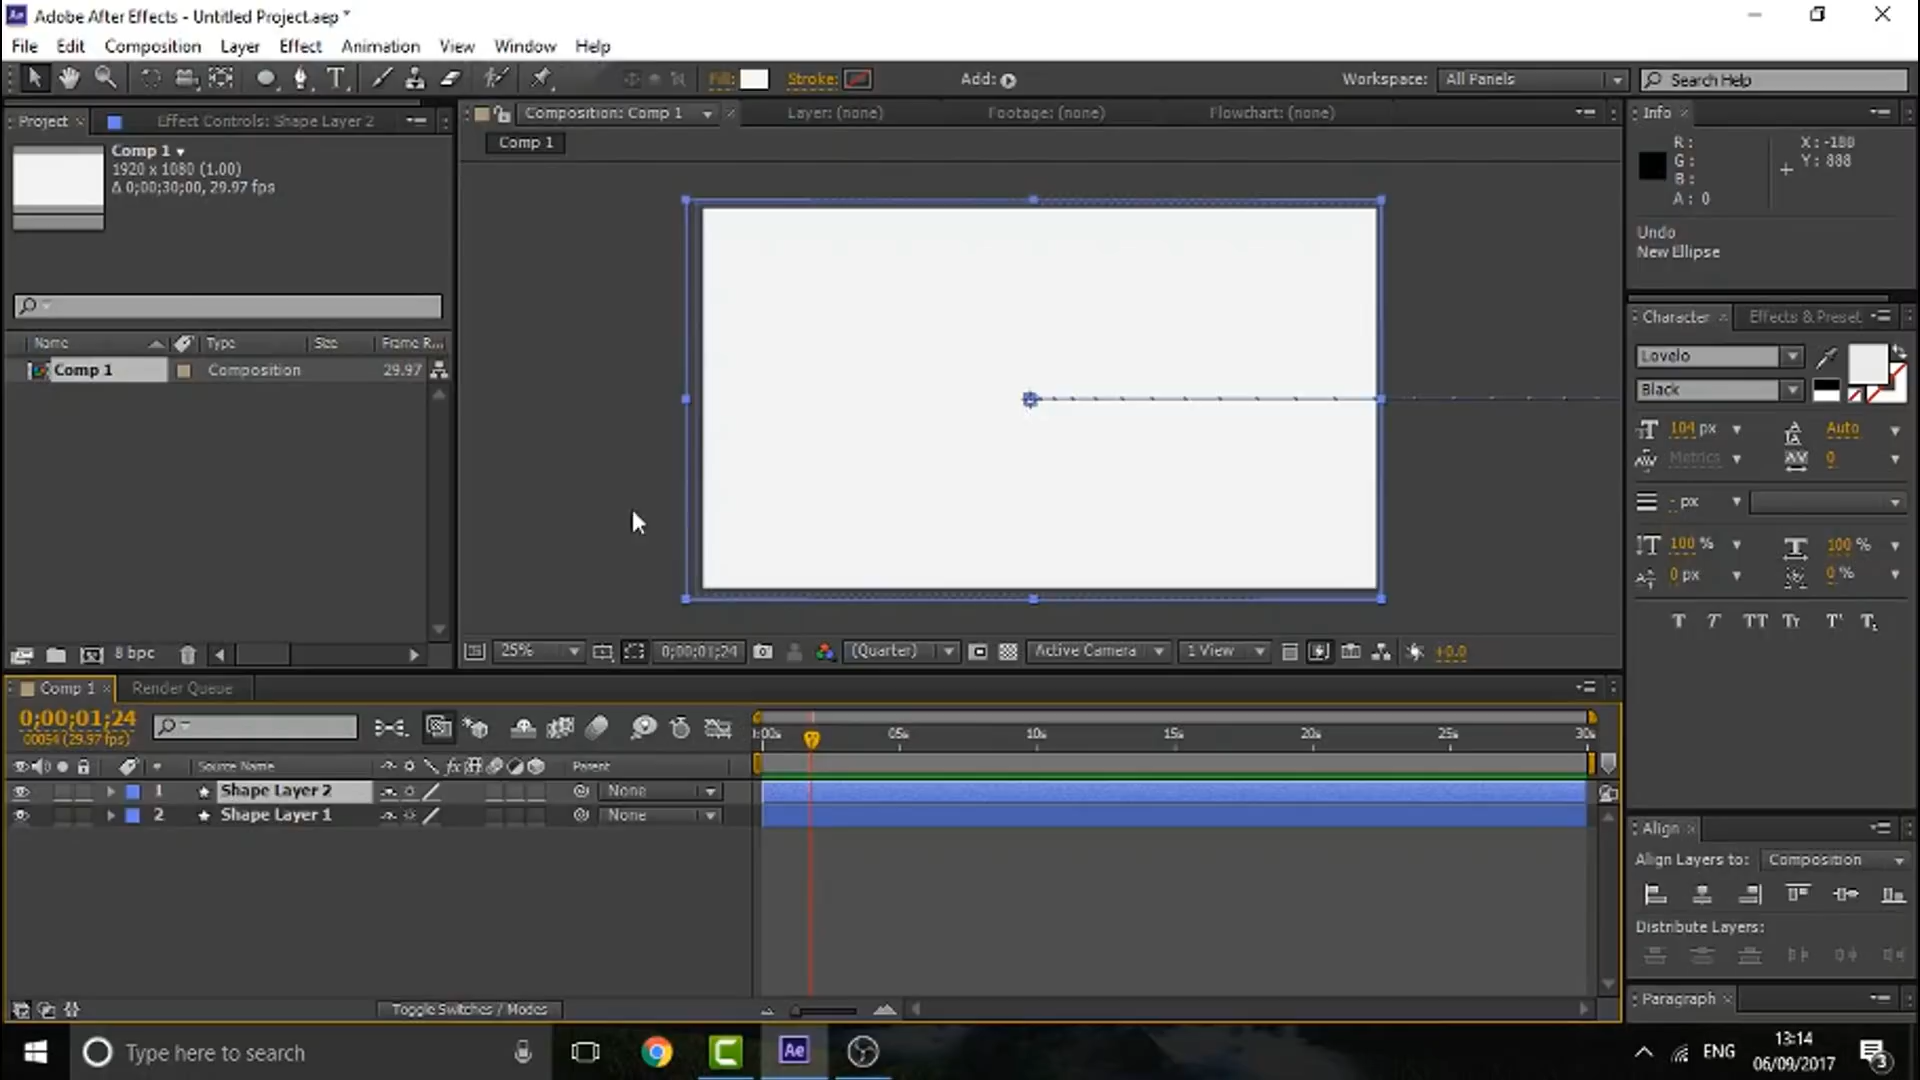 Adobe After Effects - Untitled Project.aep *
File Edit Composition Layer Effect Animation View Window Help
Fill: Stroke: Add: Workspace: All Panels Search Help
Project Effect Controls: Shape Layer 2 Composition: Comp 1 Layer: (none) Footage: (none) Flowchart: (none) Info
Comp 1
1920 x 1080 (1.00)
Δ 0;00;30;00, 29.97 fps
Comp 1
R:
G:
B:
A: 0
X: -180
Y: 888
Undo
New Ellipse
Name Type Size Frame R...
Comp 1 Composition 29.97
Character Effects & Preset
Lovelo
Black
104 px Auto
Metrics 0
- px
100 % 100 %
0 px 0 %
T T TT Tr T' T,
8 bpc
25% 0;00;01;24 (Quarter) Active Camera 1 View +0.0
Comp 1 Render Queue
0;00;01;24
00054 (29.97 fps)
:00s 05s 10s 15s 20s 25s 30s
# Source Name fx Parent
1 Shape Layer 2 None
2 Shape Layer 1 None
Toggle Switches / Modes
Align
Align Layers to: Composition
Distribute Layers:
Paragraph
Type here to search
Ae
ENG
13:14
06/09/2017
3